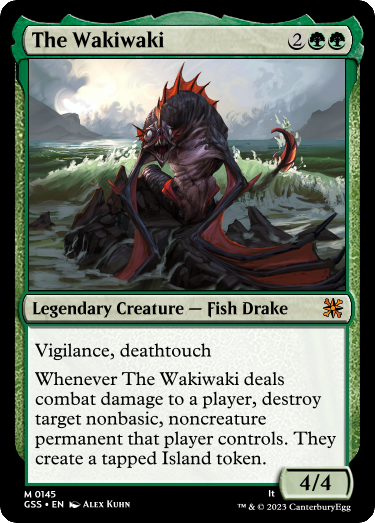 The Wakiwaki 2
Legendary Creature — Fish Drake
Vigilance, deathtouch
Whenever The Wakiwaki deals
combat damage to a player, destroy
target nonbasic, noncreature
permanent that player controls. They
create a tapped Island token.
4/4
M 0145 It
GSS • EN Alex Kuhn ™ & © 2023 CanterburyEgg